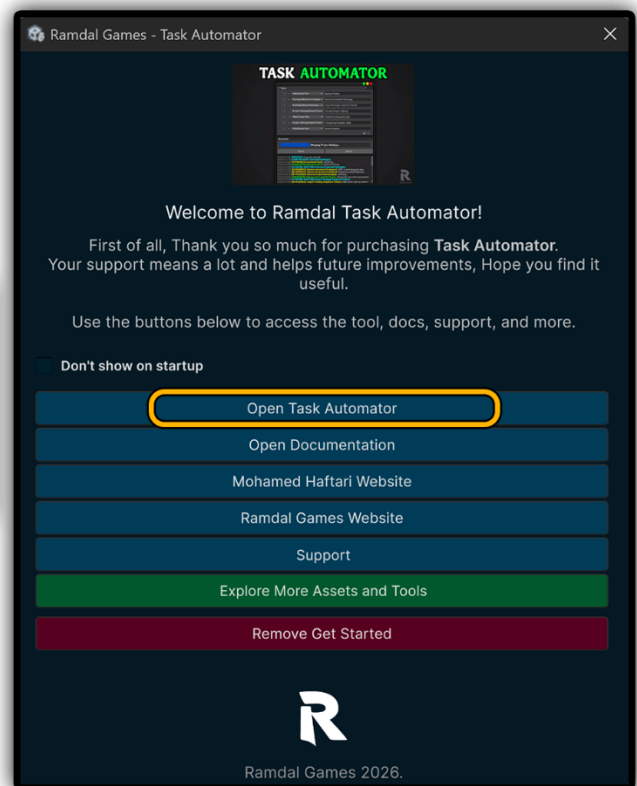 Ramdal Games - Task Automator
TASK AUTOMATOR
Welcome to Ramdal Task Automator!
First of all, Thank you so much for purchasing Task Automator.
Your support means a lot and helps future improvements, Hope you find it
useful.
Use the buttons below to access the tool, docs, support, and more.
Don't show on startup
Open Task Automator
Open Documentation
Mohamed Haftari Website
Ramdal Games Website
Support
Explore More Assets and Tools
Remove Get Started
R
Ramdal Games 2026.